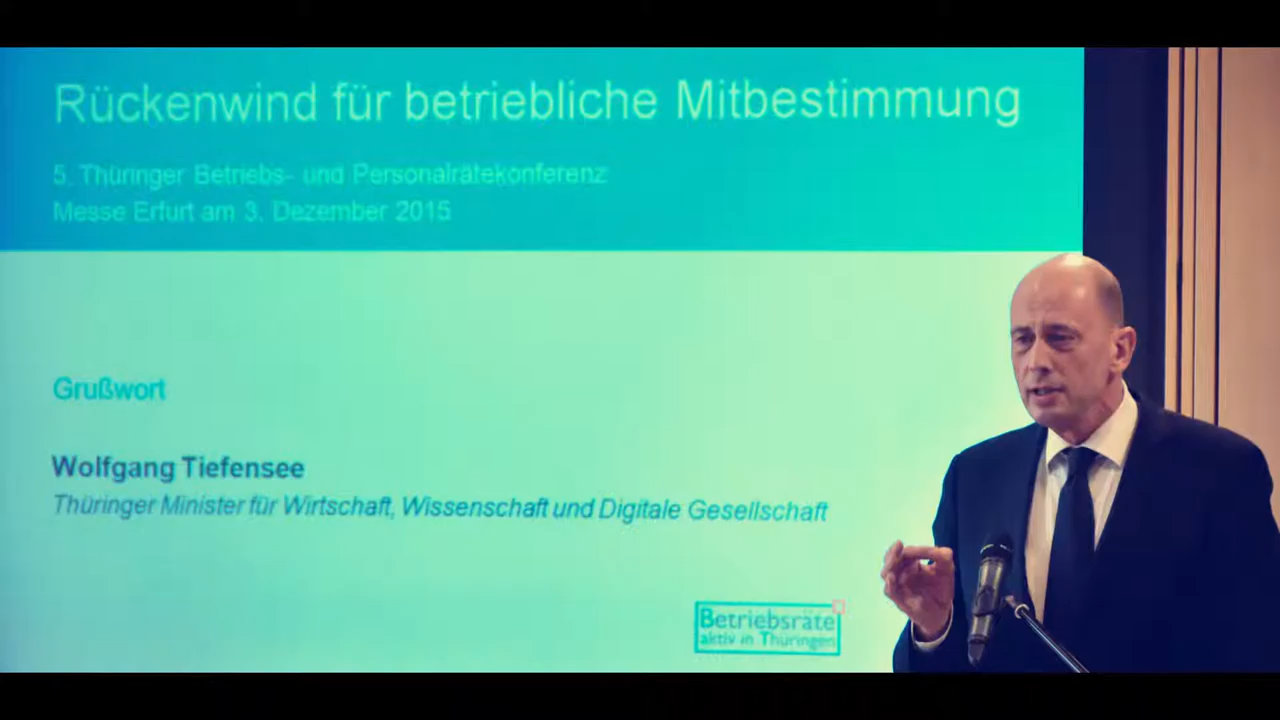 Rückenwind für betriebliche Mitbestimmung
5. Thüringer Betriebs- und Personalrätekonferenz
Messe Erfurt am 3. Dezember 2015
Grußwort
Wolfgang Tiefensee
Thüringer Minister für Wirtschaft, Wissenschaft und Digitale Gesellschaft
Betriebsräte
aktiv in Thüringen